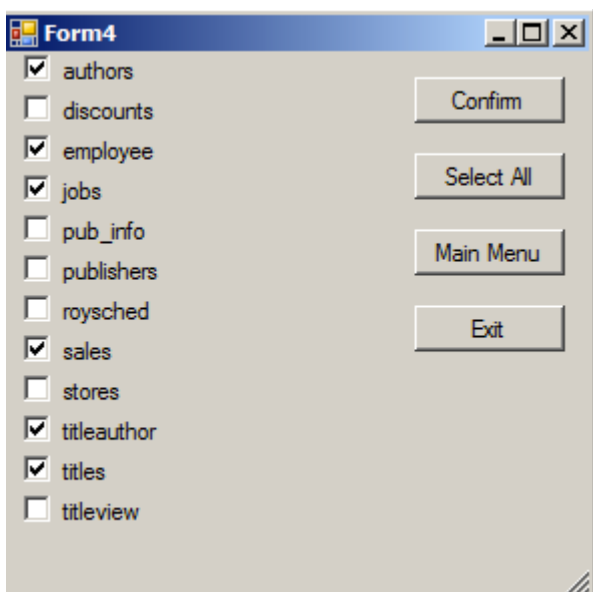 Form4
authors
discounts
employee
jobs
pub_info
publishers
roysched
sales
stores
titleauthor
titles
titleview
Confirm
Select All
Main Menu
Exit